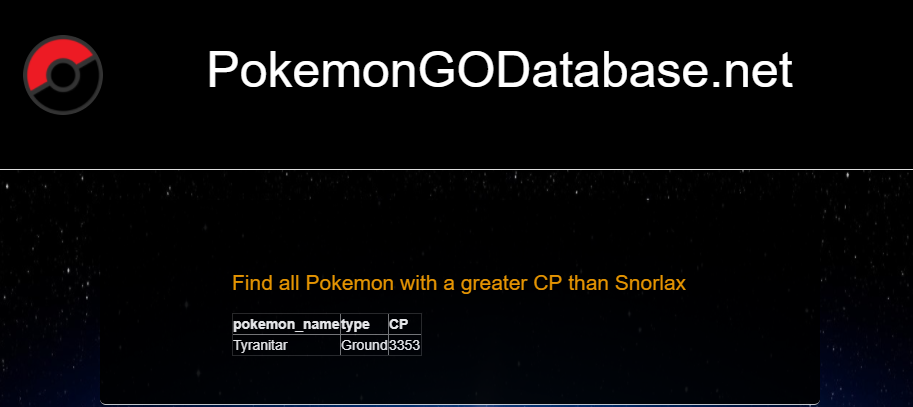 PokemonGODatabase.net
Find all Pokemon with a greater CP than Snorlax
pokemon_name type CP
Tyranitar Ground 3353